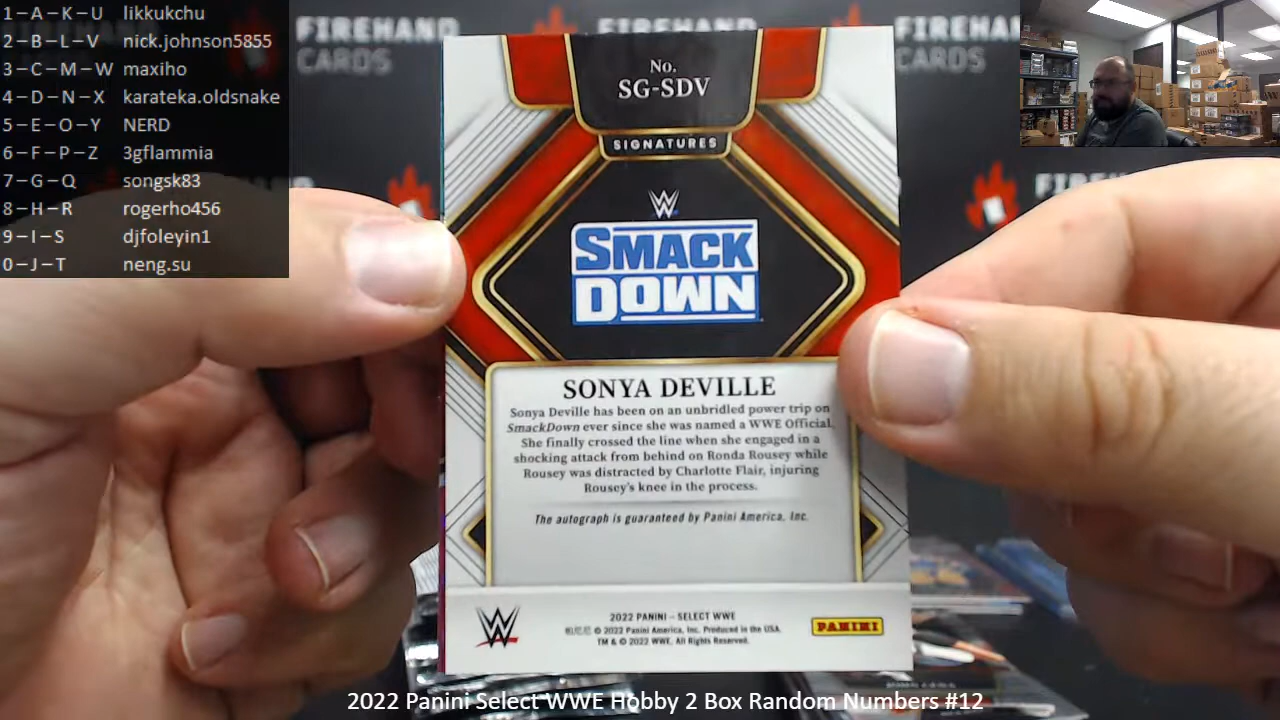 1-A-K-U likkukchu
2-B-L-V nick.johnson5855
3-C-M-W maxiho
4-D-N-X karateka.oldsnake
5-E-O-Y NERD
6-F-P-Z 3gflammia
7-G-Q songsk83
8-H-R rogerho456
9-I-S djfoleyin1
0-J-T neng.su
FIREHAND
CARDS
FIREHAND
CARDS
No.
SG-SDV
SIGNATURES
W
SMACK
DOWN
SONYA DEVILLE
Sonya Deville has been on an unbridled power trip on
SmackDown ever since she was named a WWE Official.
She finally crossed the line when she engaged in a
shocking attack from behind on Ronda Rousey while
Rousey was distracted by Charlotte Flair, injuring
Rousey's knee in the process.
The autograph is guaranteed by Panini America, Inc.
W
2022 PANINI – SELECT WWE
© 2022 Panini America, Inc. Produced in the USA.
TM & © 2022 WWE. All Rights Reserved.
PANINI
2022 Panini Select WWE Hobby 2 Box Random Numbers #12